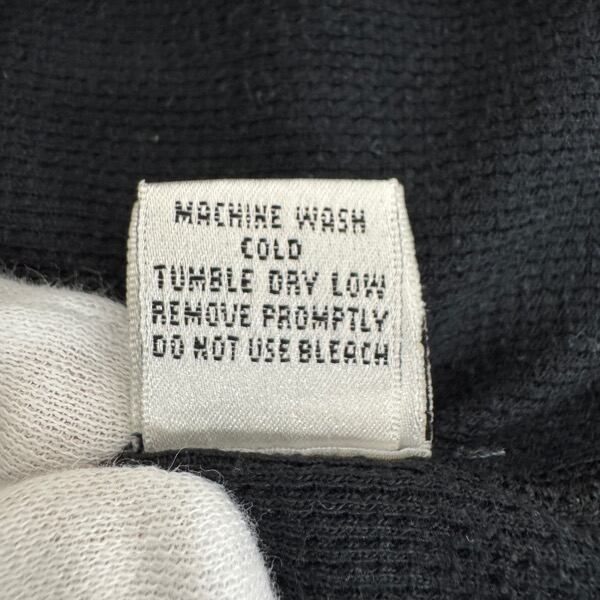 MACHINE WASH
COLD
TUMBLE DRY LOW
REMOVE PROMPTLY
DO NOT USE BLEACH